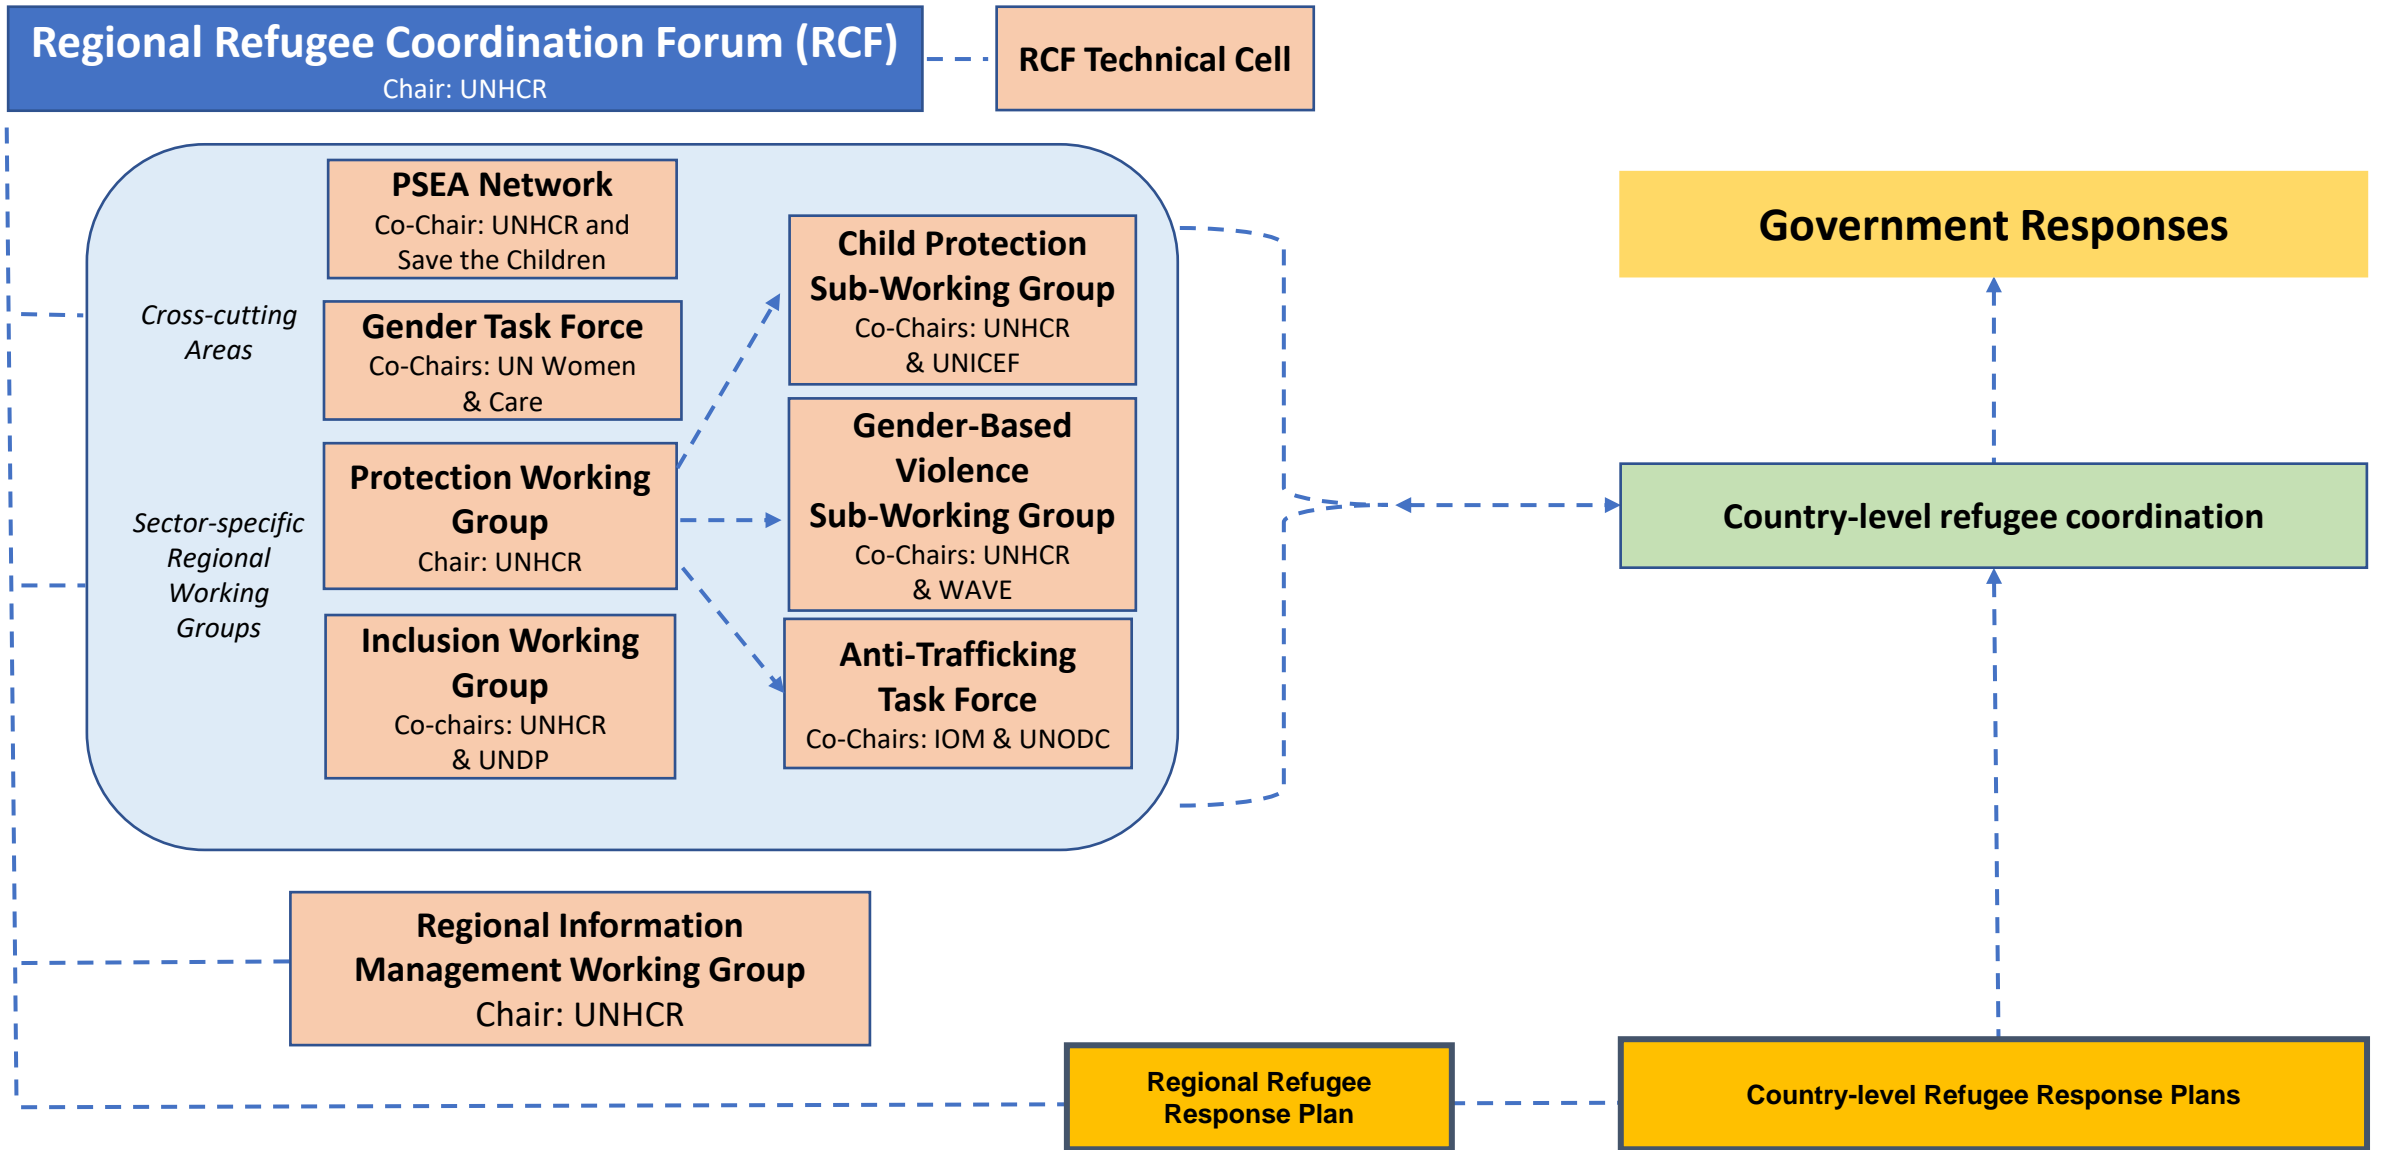 Regional Refugee Coordination Forum (RCF)
Chair: UNHCR
RCF Technical Cell
Cross-cutting
Areas
Sector-specific
Regional
Working
Groups
PSEA Network
Co-Chair: UNHCR and
Save the Children
Gender Task Force
Co-Chairs: UN Women
& Care
Protection Working
Group
Chair: UNHCR
Inclusion Working
Group
Co-chairs: UNHCR
& UNDP
Child Protection
Sub-Working Group
Co-Chairs: UNHCR
& UNICEF
Gender-Based
Violence
Sub-Working Group
Co-Chairs: UNHCR
& WAVE
Anti-Trafficking
Task Force
Co-Chairs: IOM & UNODC
Government Responses
Country-level refugee coordination
Regional Information
Management Working Group
Chair: UNHCR
Regional Refugee
Response Plan
Country-level Refugee Response Plans